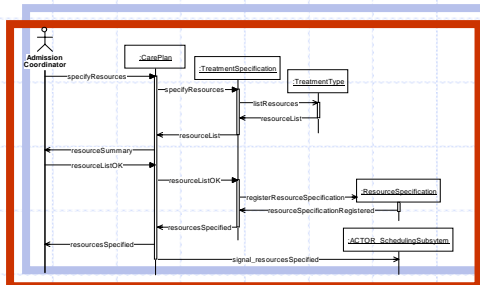 Admission
Coordinator
:CarePlan
:TreatmentSpecification
:TreatmentType
specifyResources
specifyResources
listResources
resourceList
resourceList
resourceSummary
resourceListOK
resourceListOK
registerResourceSpecification
:ResourceSpecification
resourceSpecificationRegistered
resourcesSpecified
resourcesSpecified
:ACTOR_SchedulingSubsytem
signal_resourcesSpecified